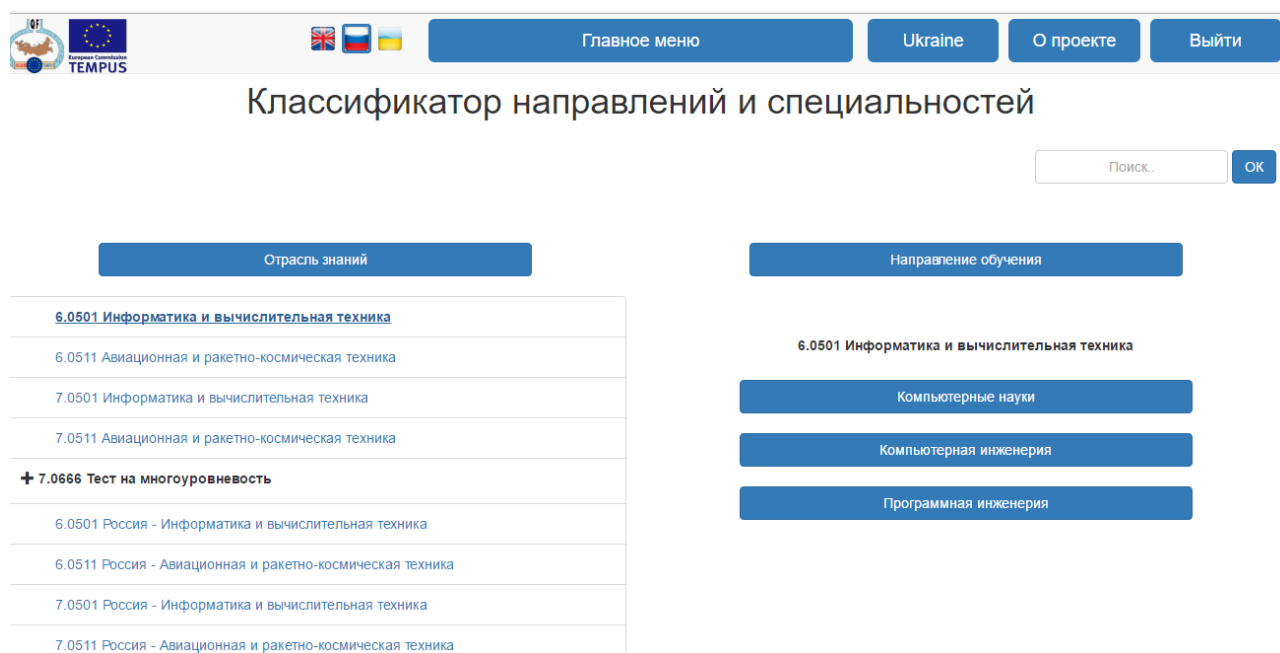 QF
European Commission
TEMPUS
Главное меню
Ukraine
О проекте
Выйти
Классификатор направлений и специальностей
Поиск..
ОК
Отрасль знаний
6.0501 Информатика и вычислительная техника
6.0511 Авиационная и ракетно-космическая техника
7.0501 Информатика и вычислительная техника
7.0511 Авиационная и ракетно-космическая техника
7.0666 Тест на многоуровневость
6.0501 Россия - Информатика и вычислительная техника
6.0511 Россия - Авиационная и ракетно-космическая техника
7.0501 Россия - Информатика и вычислительная техника
7.0511 Россия - Авиационная и ракетно-космическая техника
Направление обучения
6.0501 Информатика и вычислительная техника
Компьютерные науки
Компьютерная инженерия
Программная инженерия